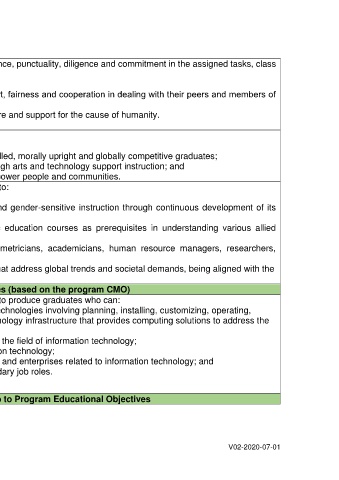 nce, punctuality, diligence and commitment in the assigned tasks, class
t, fairness and cooperation in dealing with their peers and members of
re and support for the cause of humanity.
lled, morally upright and globally competitive graduates;
gh arts and technology support instruction; and
power people and communities.
to:
nd gender-sensitive instruction through continuous development of its
e education courses as prerequisites in understanding various allied
metricians, academicians, human resource managers, researchers,
hat address global trends and societal demands, being aligned with the
es (based on the program CMO)
to produce graduates who can:
chnologies involving planning, installing, customizing, operating,
nology infrastructure that provides computing solutions to address the
the field of information technology;
on technology;
and enterprises related to information technology; and
dary job roles.
p to Program Educational Objectives
V02-2020-07-01